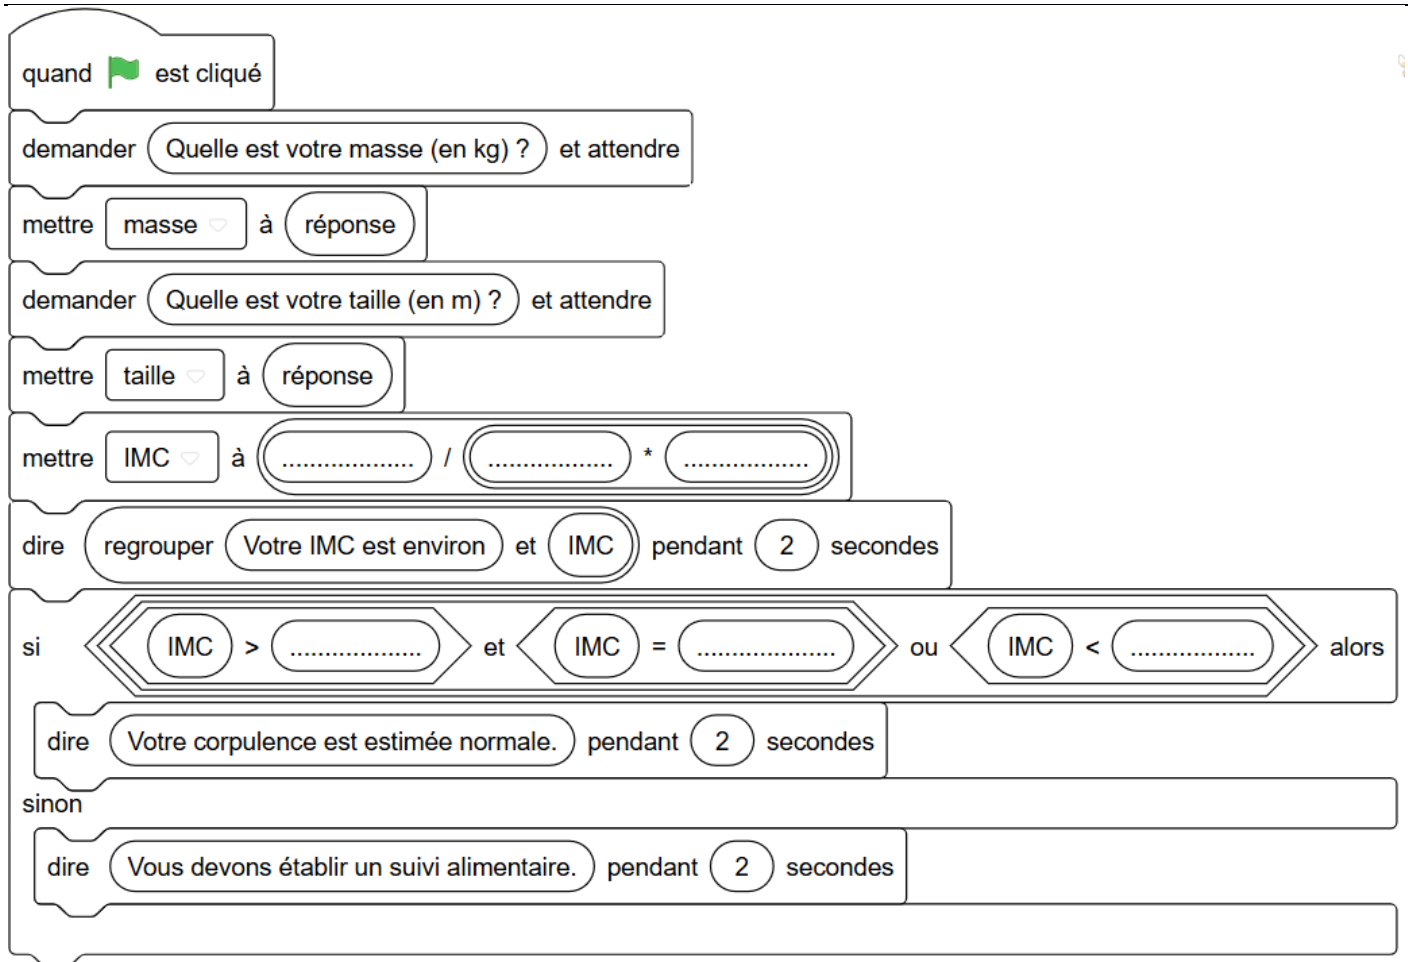 quand est cliqué
demander Quelle est votre masse (en kg) ? et attendre
mettre masse à réponse
demander Quelle est votre taille (en m) ? et attendre
mettre taille à réponse
mettre IMC à ................... / .................. * ..................
dire regrouper Votre IMC est environ et IMC pendant 2 secondes
si IMC > ................... et IMC = .................... ou IMC < .................. alors
dire Votre corpulence est estimée normale. pendant 2 secondes
sinon
dire Vous devons établir un suivi alimentaire. pendant 2 secondes